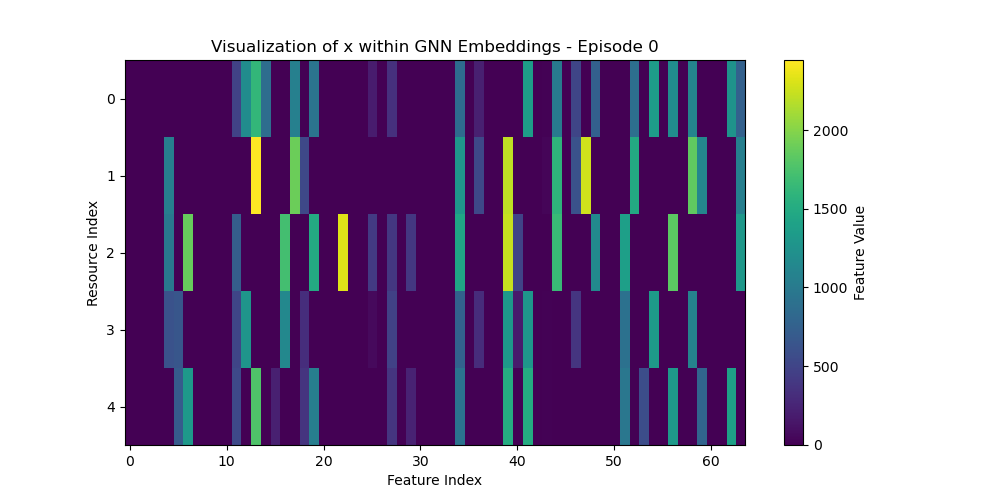 Visualization of x within GNN Embeddings - Episode 0
Resource Index
0
1
2
3
4
0 10 20 30 40 50 60
Feature Index
2000
1500
1000
500
0
Feature Value